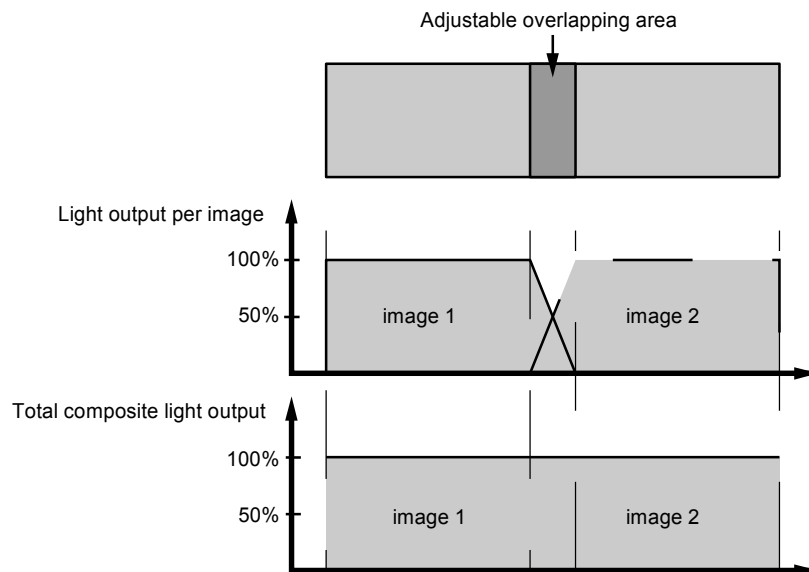 Adjustable overlapping area
Light output per image
100%
50%
image 1
image 2
Total composite light output
100%
50%
image 1
image 2